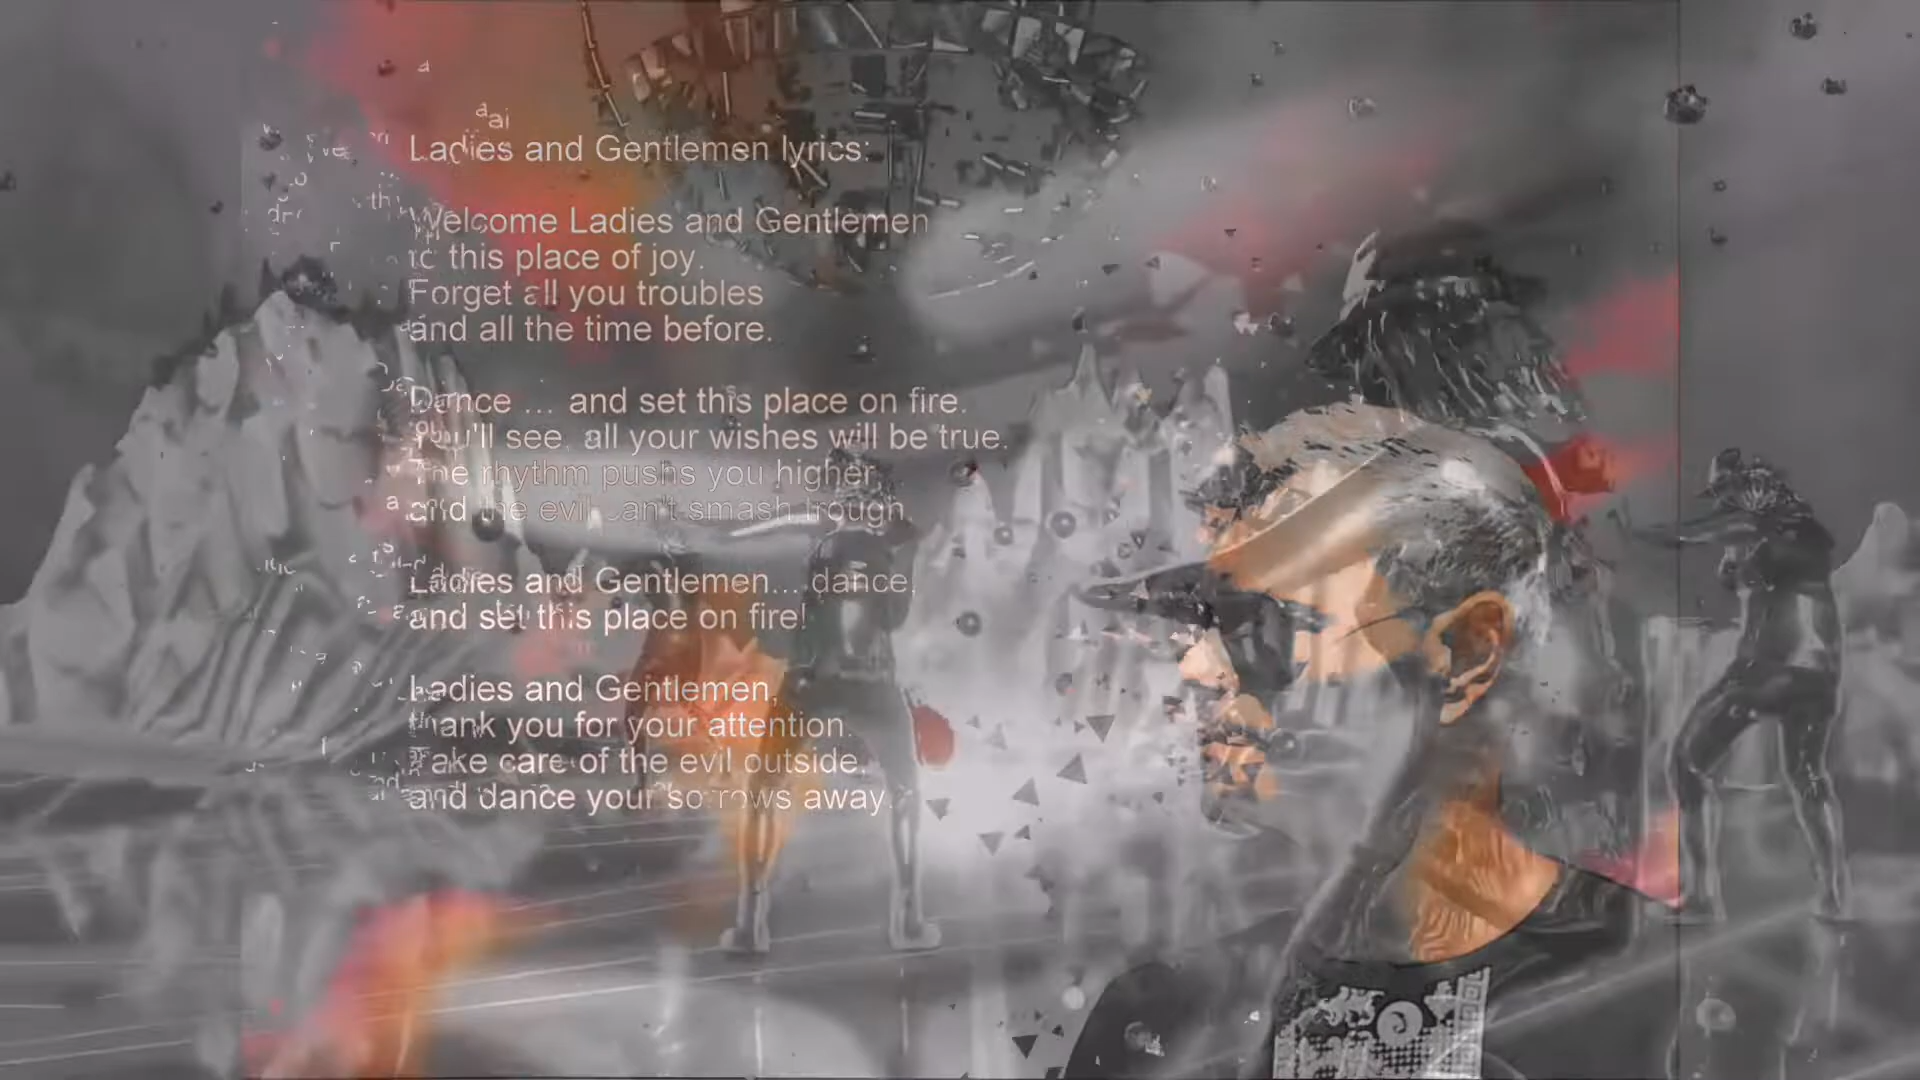 Ladies and Gentlemen lyrics:
Welcome Ladies and Gentlemen
to this place of joy.
Forget all you troubles
and all the time before.
Dance ... and set this place on fire.
You'll see, all your wishes will be true.
The rhythm pushs you higher
and the evil can't smash trough.
Ladies and Gentlemen... dance,
and set this place on fire!
Ladies and Gentlemen,
thank you for your attention.
Take care of the evil outside,
and dance your sorrows away.